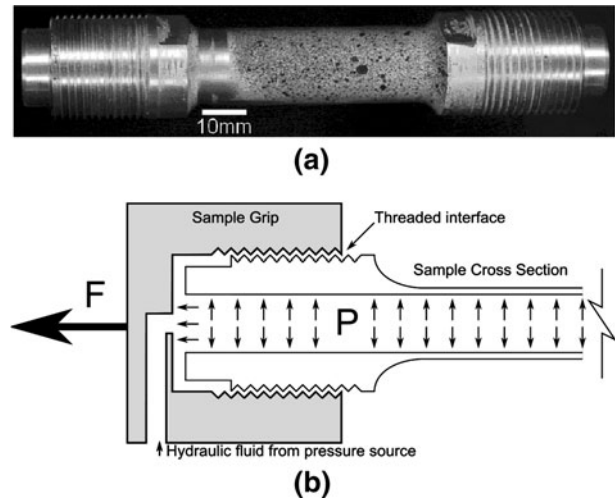 10mm
(a)
Sample Grip
Threaded interface
Sample Cross Section
F
P
Hydraulic fluid from pressure source
(b)